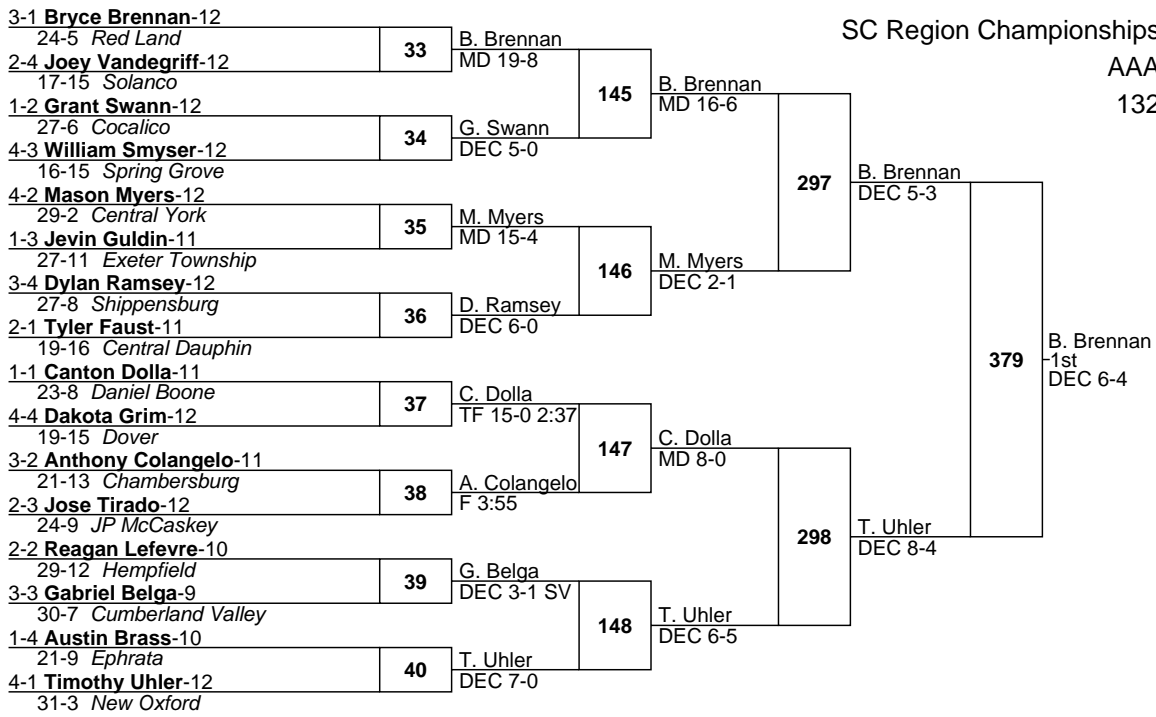 SC Region Championships
AAA
132
3-1 Bryce Brennan-12
24-5 Red Land
2-4 Joey Vandegriff-12
17-15 Solanco
1-2 Grant Swann-12
27-6 Cocalico
4-3 William Smyser-12
16-15 Spring Grove
4-2 Mason Myers-12
29-2 Central York
1-3 Jevin Guldin-11
27-11 Exeter Township
3-4 Dylan Ramsey-12
27-8 Shippensburg
2-1 Tyler Faust-11
19-16 Central Dauphin
1-1 Canton Dolla-11
23-8 Daniel Boone
4-4 Dakota Grim-12
19-15 Dover
3-2 Anthony Colangelo-11
21-13 Chambersburg
2-3 Jose Tirado-12
24-9 JP McCaskey
2-2 Reagan Lefevre-10
29-12 Hempfield
3-3 Gabriel Belga-9
30-7 Cumberland Valley
1-4 Austin Brass-10
21-9 Ephrata
4-1 Timothy Uhler-12
31-3 New Oxford
33
34
35
36
37
38
39
40
B. Brennan
MD 19-8
G. Swann
DEC 5-0
M. Myers
MD 15-4
D. Ramsey
DEC 6-0
C. Dolla
TF 15-0 2:37
A. Colangelo
F 3:55
G. Belga
DEC 3-1 SV
T. Uhler
DEC 7-0
145
146
147
148
B. Brennan
MD 16-6
M. Myers
DEC 2-1
C. Dolla
MD 8-0
T. Uhler
DEC 6-5
297
298
B. Brennan
DEC 5-3
T. Uhler
DEC 8-4
379
B. Brennan
1st
DEC 6-4